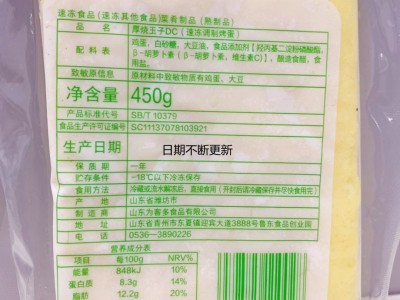 速冻食品(速冻其他食品)菜肴制品(熟制品)
品 名 厚烧玉子DC(速冻调制烤蛋)
配 料 表 鸡蛋,白砂糖,大豆油,食品添加剂【羟丙基二淀粉磷酸酯,
β-胡萝卜素(β-胡萝卜素,维生素C)】,酿造食醋,食
用盐。
致敏原信息 原材料中致敏物质有鸡蛋,大豆
净含量 450g
产品标准代号 SB/T 10379
食品生产许可证编号 SC11137078103921
生产日期 日期不断更新
保 质 期 一年
贮存条件 -18℃以下冷冻保存
食用方法 冷藏或流水解冻后,直接食用(开封后请冷藏保存并尽快食用完)
产 地 山东省潍坊市
制 造 商 山东为喜多食品有限公司
地 址 山东省青州市东夏镇迎宾大道3888号鲁东食品创业园
电 话 0536-3890226
营养成分表
项目 每100g NRV%
能量 848kJ 10%
蛋白质 8.3g 14%
脂肪 12.2g 20%